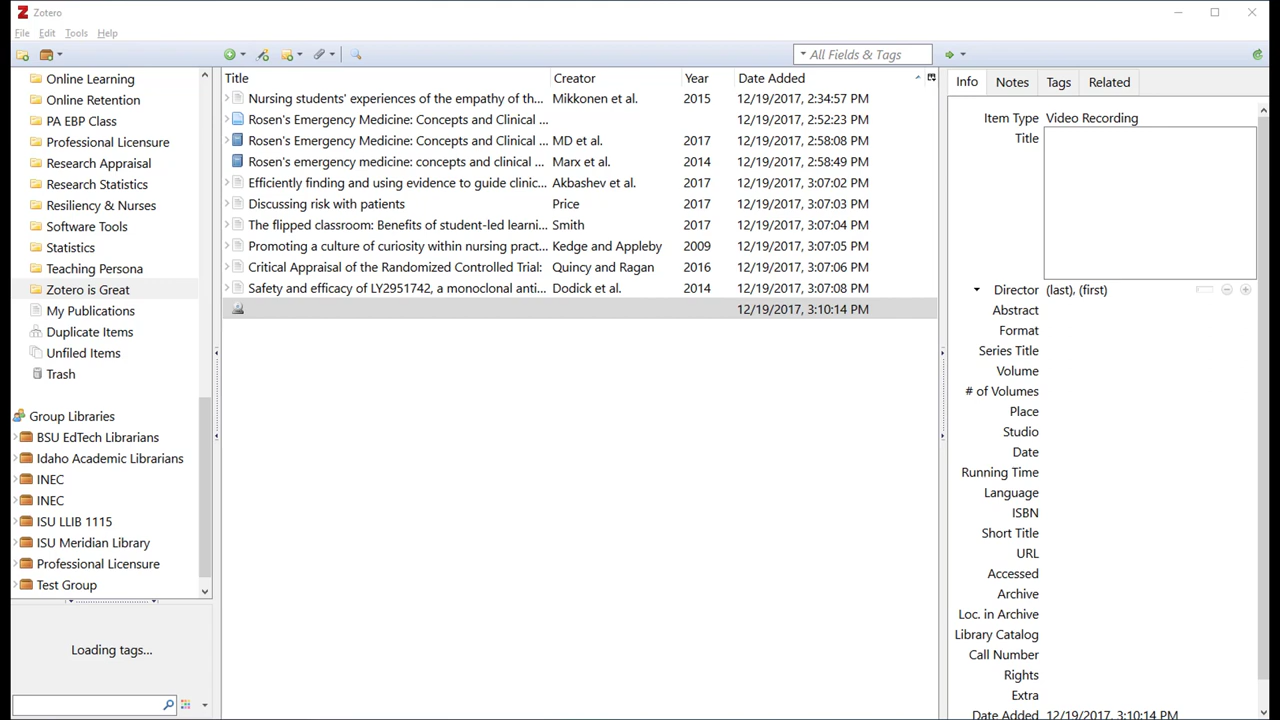 Zotero
File Edit Tools Help
All Fields & Tags
Online Learning
Online Retention
PA EBP Class
Professional Licensure
Research Appraisal
Research Statistics
Resiliency & Nurses
Software Tools
Statistics
Teaching Persona
Zotero is Great
My Publications
Duplicate Items
Unfiled Items
Trash
Group Libraries
BSU EdTech Librarians
Idaho Academic Librarians
INEC
INEC
ISU LLIB 1115
ISU Meridian Library
Professional Licensure
Test Group
Loading tags...
Title Creator Year Date Added
Nursing students' experiences of the empathy of th... Mikkonen et al. 2015 12/19/2017, 2:34:57 PM
Rosen's Emergency Medicine: Concepts and Clinical ... 12/19/2017, 2:52:23 PM
Rosen's Emergency Medicine: Concepts and Clinical ... MD et al. 2017 12/19/2017, 2:58:08 PM
Rosen's emergency medicine: concepts and clinical ... Marx et al. 2014 12/19/2017, 2:58:49 PM
Efficiently finding and using evidence to guide clinic... Akbashev et al. 2017 12/19/2017, 3:07:02 PM
Discussing risk with patients Price 2017 12/19/2017, 3:07:03 PM
The flipped classroom: Benefits of student-led learni... Smith 2017 12/19/2017, 3:07:04 PM
Promoting a culture of curiosity within nursing pract... Kedge and Appleby 2009 12/19/2017, 3:07:05 PM
Critical Appraisal of the Randomized Controlled Trial: Quincy and Ragan 2016 12/19/2017, 3:07:06 PM
Safety and efficacy of LY2951742, a monoclonal anti... Dodick et al. 2014 12/19/2017, 3:07:08 PM
12/19/2017, 3:10:14 PM
Info Notes Tags Related
Item Type Video Recording
Title
Director (last), (first)
Abstract
Format
Series Title
Volume
# of Volumes
Place
Studio
Date
Running Time
Language
ISBN
Short Title
URL
Accessed
Archive
Loc. in Archive
Library Catalog
Call Number
Rights
Extra
Date Added 12/19/2017, 3:10:14 PM